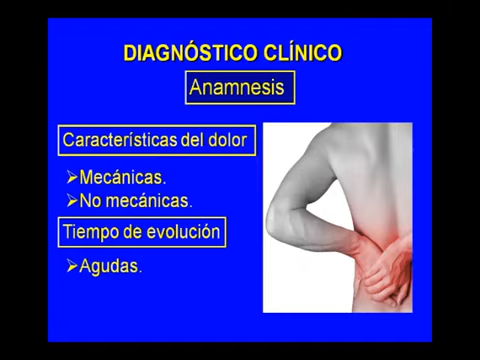 DIAGNÓSTICO CLÍNICO
Anamnesis
Características del dolor
➢Mecánicas.
➢No mecánicas.
Tiempo de evolución
➢Agudas.